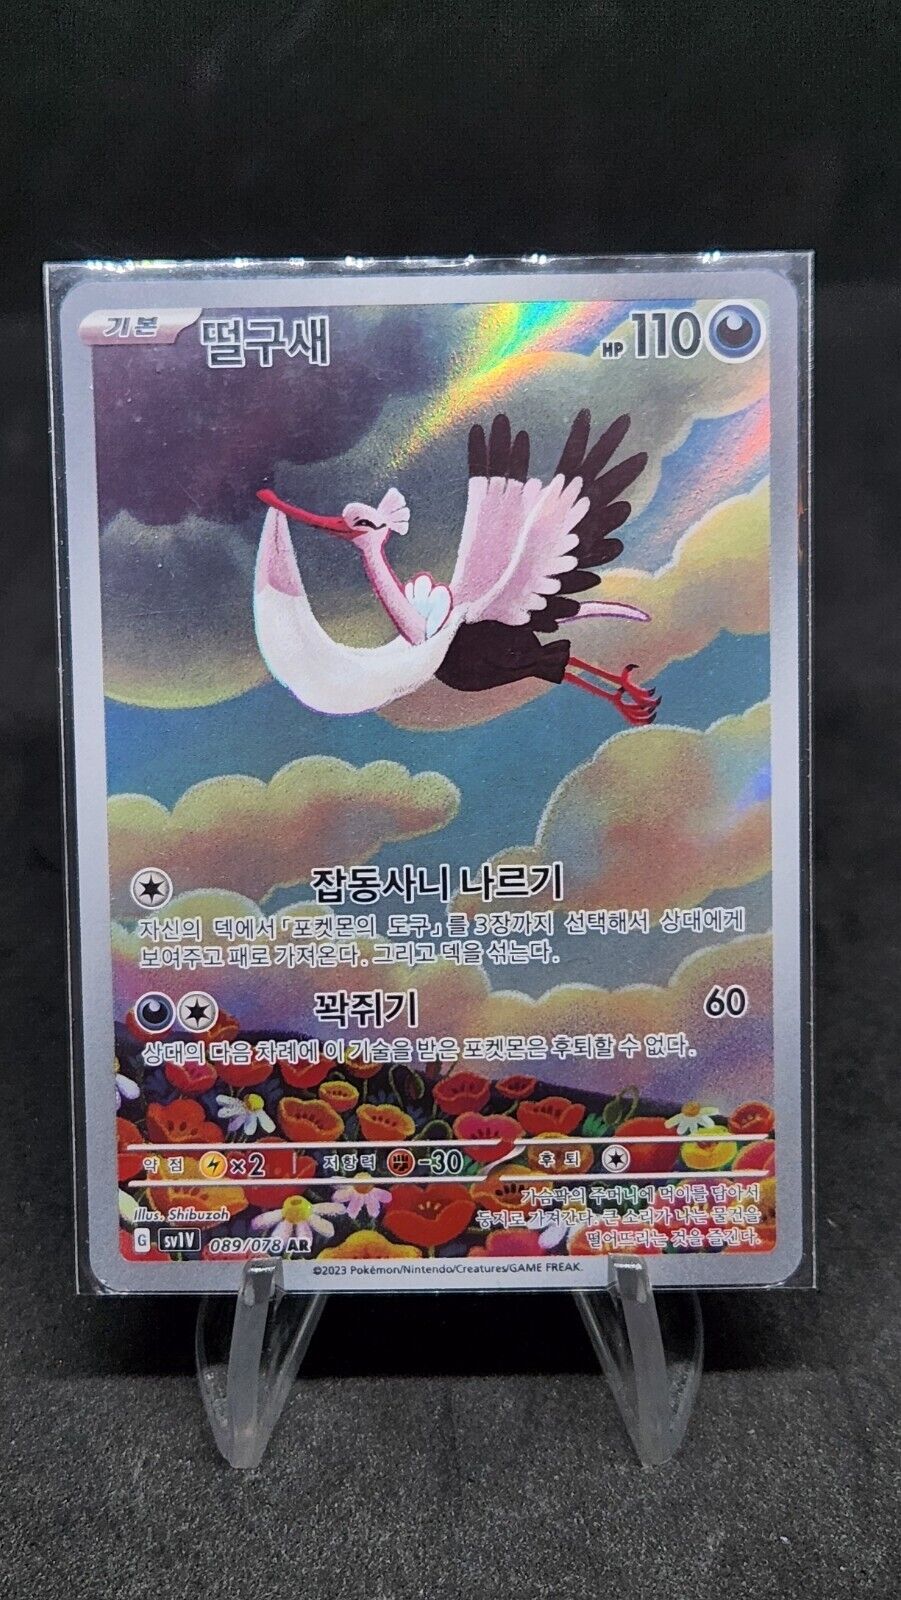 기본 떨구새 HP 110
잡동사니 나르기
자신의 덱에서 「포켓몬의 도구」를 3장까지 선택해서 상대에게
보여주고 패로 가져온다. 그리고 덱을 섞는다.
꽉쥐기 60
상대의 다음 차례에 이 기술을 받은 포켓몬은 후퇴할 수 없다.
약점 ×2 저항력 -30 후퇴
가슴팍의 주머니에 먹이를 담아서
둥지로 가져간다. 큰 소리가 나는 물건을
떨어뜨리는 것을 즐긴다.
Illus. Shibuzoh
G sv1V 089/078 AR
©2023 Pokémon/Nintendo/Creatures/GAME FREAK.